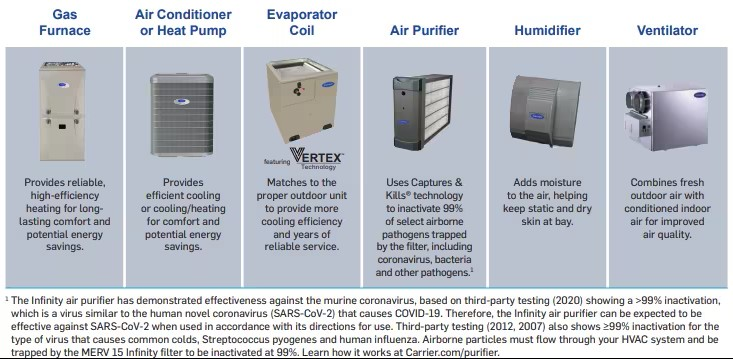 Gas
Furnace
Air Conditioner
or Heat Pump
Evaporator
Coil
Air Purifier
Humidifier
Ventilator
featuring VERTEX™
Technology
Provides reliable,
high-efficiency
heating for long-
lasting comfort and
potential energy
savings.
Provides
efficient cooling
or cooling/heating
for comfort and
potential energy
savings.
Matches to the
proper outdoor unit
to provide more
cooling efficiency
and years of
reliable service.
Uses Captures &
Kills® technology
to inactivate 99%
of select airborne
pathogens trapped
by the filter, including
coronavirus, bacteria
and other pathogens.¹
Adds moisture
to the air, helping
keep static and dry
skin at bay.
Combines fresh
outdoor air with
conditioned indoor
air for improved
air quality.
¹ The Infinity air purifier has demonstrated effectiveness against the murine coronavirus, based on third-party testing (2020) showing a >99% inactivation,
which is a virus similar to the human novel coronavirus (SARS-CoV-2) that causes COVID-19. Therefore, the Infinity air purifier can be expected to be
effective against SARS-CoV-2 when used in accordance with its directions for use. Third-party testing (2012, 2007) also shows ≥99% inactivation for the
type of virus that causes common colds, Streptococcus pyogenes and human influenza. Airborne particles must flow through your HVAC system and be
trapped by the MERV 15 Infinity filter to be inactivated at 99%. Learn how it works at Carrier.com/purifier.